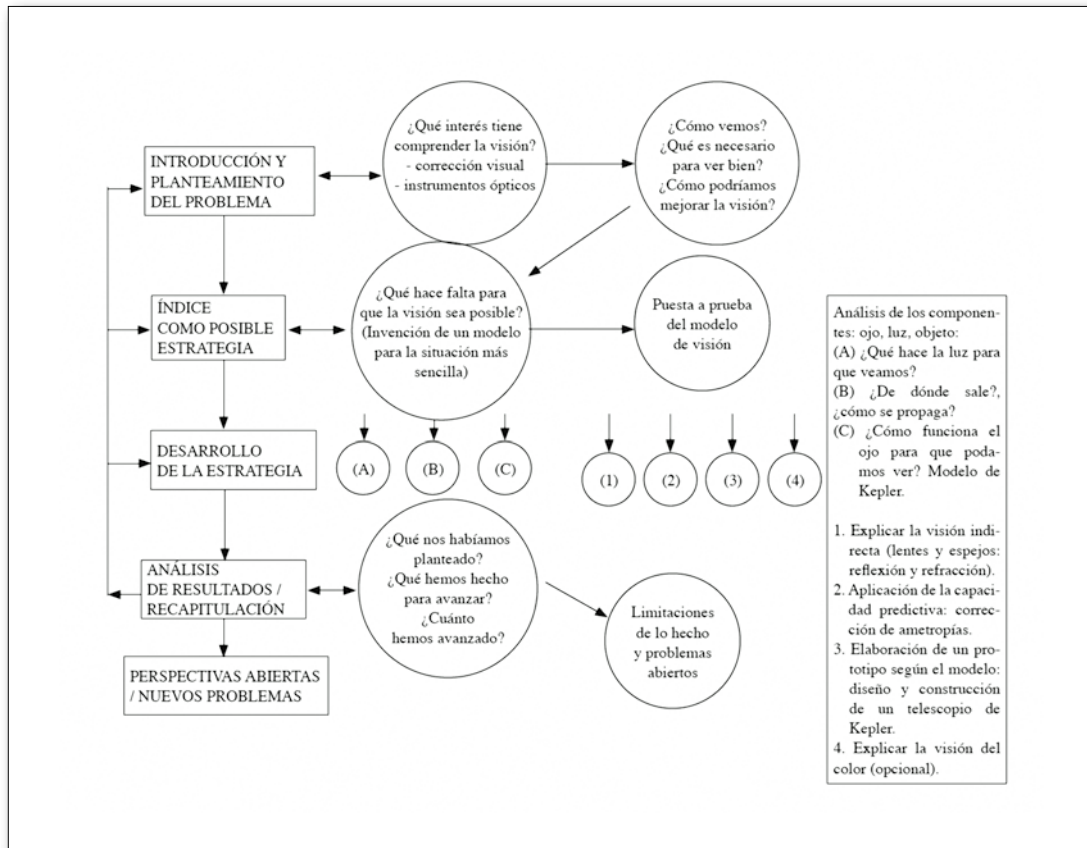 INTRODUCCIÓN Y
PLANTEAMIENTO
DEL PROBLEMA
¿Qué interés tiene
comprender la visión?
- corrección visual
- instrumentos ópticos
¿Cómo vemos?
¿Qué es necesario
para ver bien?
¿Cómo podríamos
mejorar la visión?
ÍNDICE
COMO POSIBLE
ESTRATEGIA
¿Qué hace falta para
que la visión sea posible?
(Invención de un modelo
para la situación más
sencilla)
Puesta a prueba
del modelo
de visión
DESARROLLO
DE LA ESTRATEGIA
(A)
(B)
(C)
(1)
(2)
(3)
(4)
ANÁLISIS
DE RESULTADOS /
RECAPITULACIÓN
¿Qué nos habíamos
planteado?
¿Qué hemos hecho
para avanzar?
¿Cuánto
hemos avanzado?
Limitaciones
de lo hecho
y problemas
abiertos
PERSPECTIVAS ABIERTAS
/ NUEVOS PROBLEMAS
Análisis de los componen-
tes: ojo, luz, objeto:
(A) ¿Qué hace la luz para
que veamos?
(B) ¿De dónde sale?,
¿cómo se propaga?
(C) ¿Cómo funciona el
ojo para que poda-
mos ver? Modelo de
Kepler.
1. Explicar la visión indi-
recta (lentes y espejos:
reflexión y refracción).
2. Aplicación de la capaci-
dad predictiva: correc-
ción de ametropías.
3. Elaboración de un pro-
totipo según el modelo:
diseño y construcción
de un telescopio de
Kepler.
4. Explicar la visión del
color (opcional).